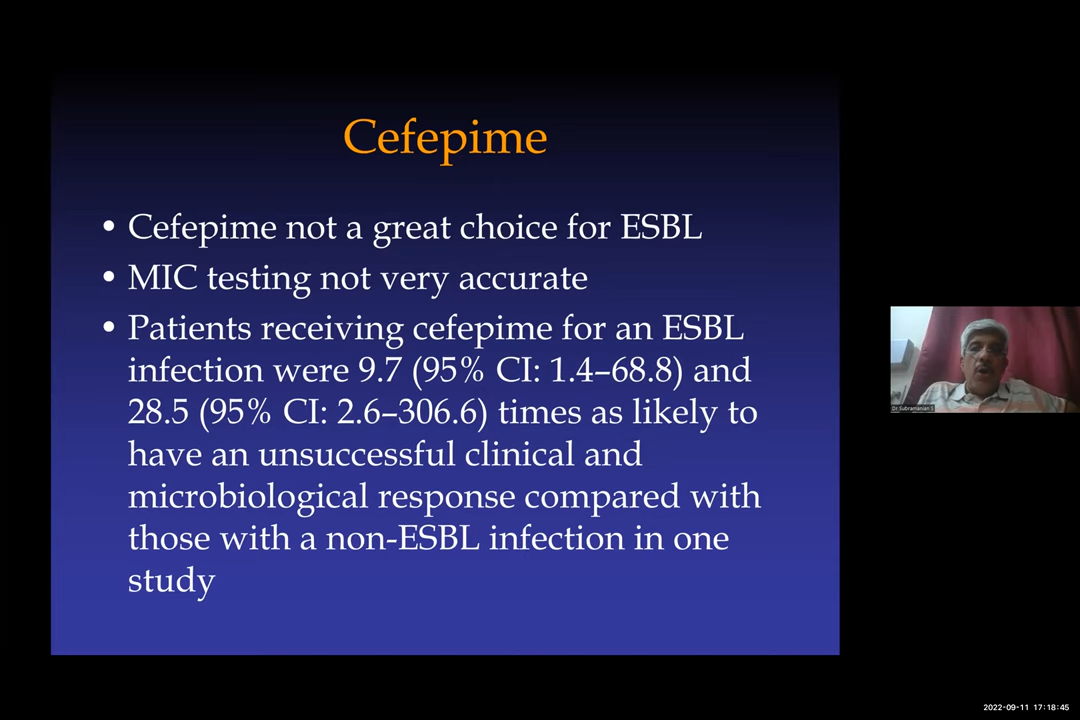 Cefepime
• Cefepime not a great choice for ESBL
• MIC testing not very accurate
• Patients receiving cefepime for an ESBL
infection were 9.7 (95% CI: 1.4–68.8) and
28.5 (95% CI: 2.6–306.6) times as likely to
have an unsuccessful clinical and
microbiological response compared with
those with a non-ESBL infection in one
study
Dr Subramanian S
2022-09-11 17:18:45